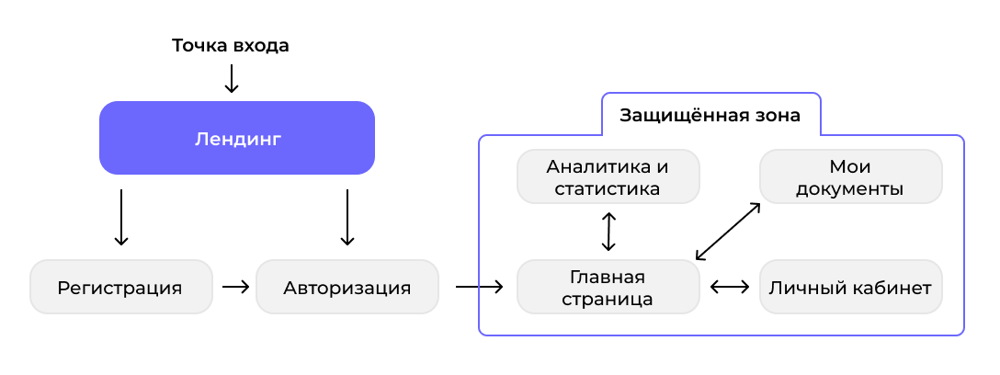 Точка входа
Лендинг
Защищённая зона
Аналитика и
статистика
Мои
документы
Регистрация
Авторизация
Главная
страница
Личный кабинет